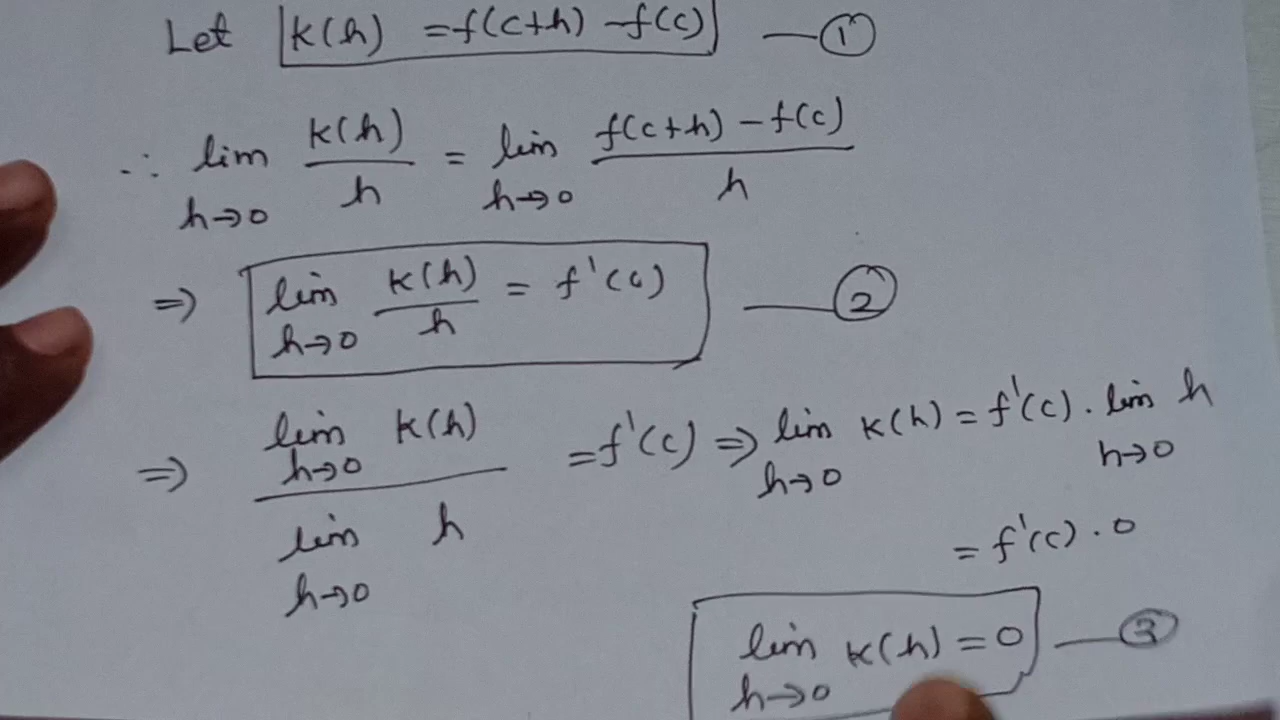 Let k(h) = f(c+h) - f(c) — ①
∴ lim h→0 k(h)/h = lim h→0 (f(c+h) - f(c))/h
⇒ lim h→0 k(h)/h = f'(c) — ②
⇒ (lim h→0 k(h))/(lim h→0 h) = f'(c) ⇒ lim h→0 k(h) = f'(c) . lim h→0 h
= f'(c) . 0
lim h→0 k(h) = 0 — ③